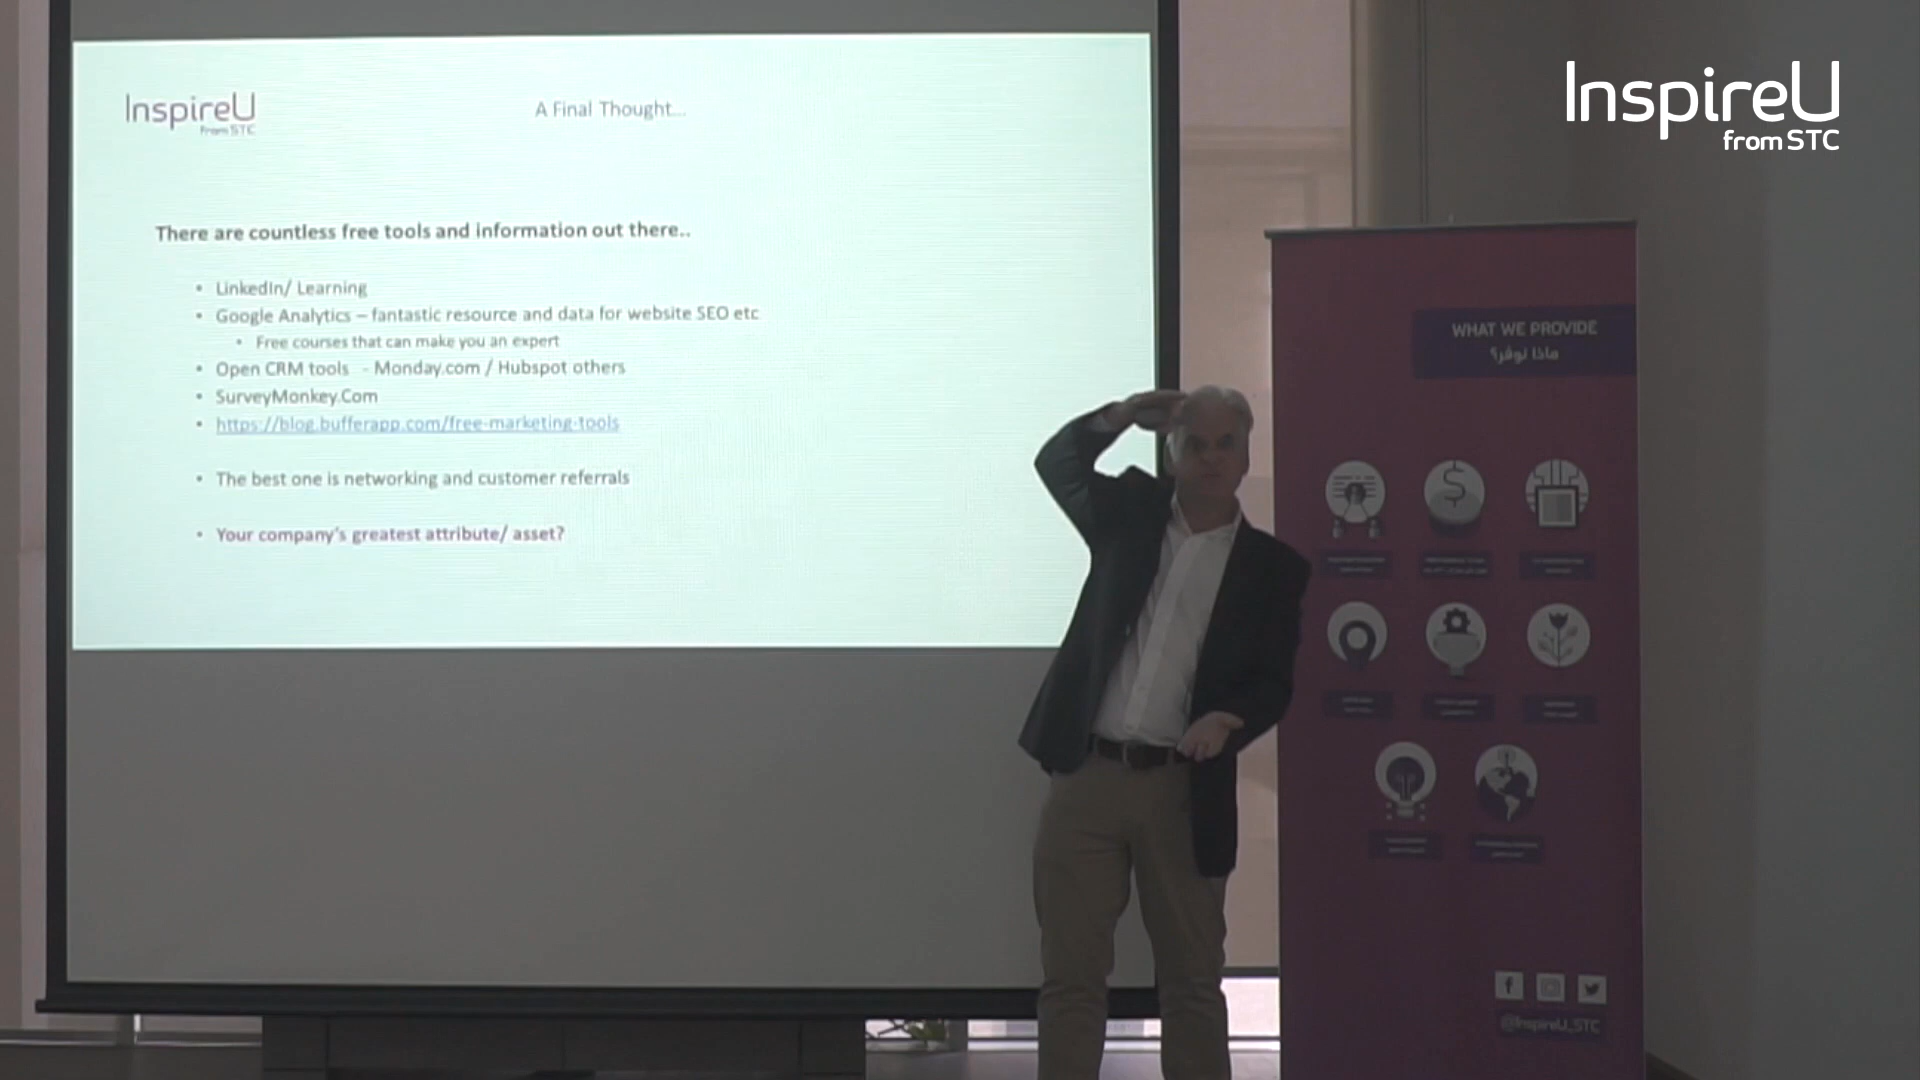 InspireU
from STC
A Final Thought...
There are countless free tools and information out there..
• LinkedIn/ Learning
• Google Analytics – fantastic resource and data for website SEO etc
• Free courses that can make you an expert
• Open CRM tools - Monday.com / Hubspot others
• SurveyMonkey.Com
• https://blog.bufferapp.com/free-marketing-tools
• The best one is networking and customer referrals
• Your company's greatest attribute/ asset?
InspireU
from STC
WHAT WE PROVIDE
ماذا نوفر؟
@InspireU_STC